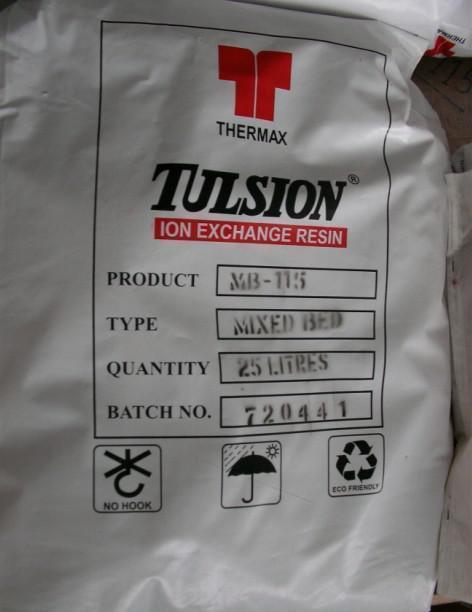 THERMAX
TULSION®
ION EXCHANGE RESIN
PRODUCT MB-115
TYPE MIXED BED
QUANTITY 25 LITRES
BATCH NO. 720441
NO HOOK
ECO FRIENDLY
THERMAX